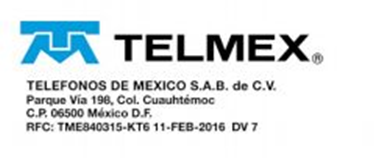 TELMEX®
TELEFONOS DE MEXICO S.A.B. de C.V.
Parque Vía 198, Col. Cuauhtémoc
C.P. 06500 México D.F.
RFC: TME840315-KT6 11-FEB-2016 DV 7